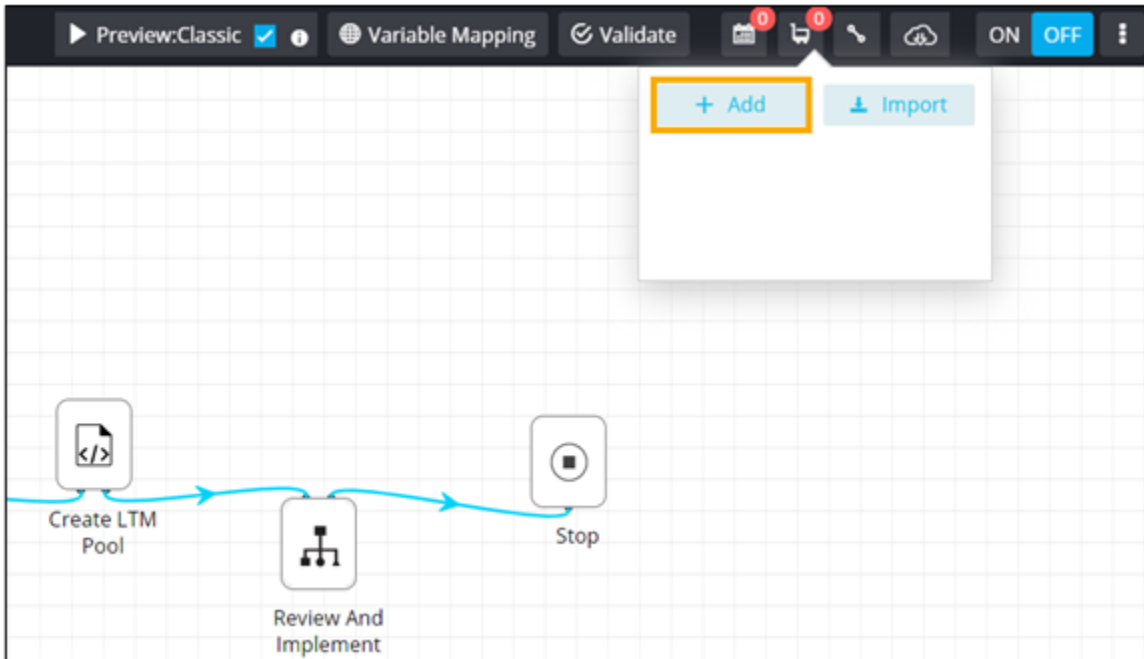 Preview:Classic Variable Mapping Validate 0 0 ON OFF
+ Add Import
</>
Create LTM
Pool
Stop
Review And
Implement